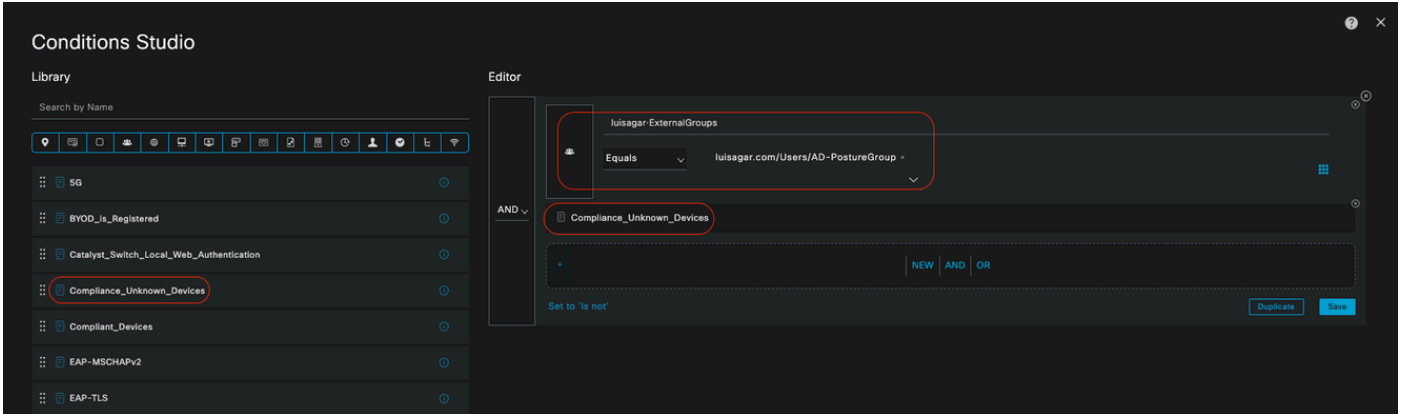 Conditions Studio
Library
Search by Name
5G
BYOD_is_Registered
Catalyst_Switch_Local_Web_Authentication
Compliance_Unknown_Devices
Compliant_Devices
EAP-MSCHAPv2
EAP-TLS
Editor
luisagar·ExternalGroups
Equals
luisagar.com/Users/AD-PostureGroup ×
AND
Compliance_Unknown_Devices
+
NEW | AND | OR
Set to 'Is not'
Duplicate
Save